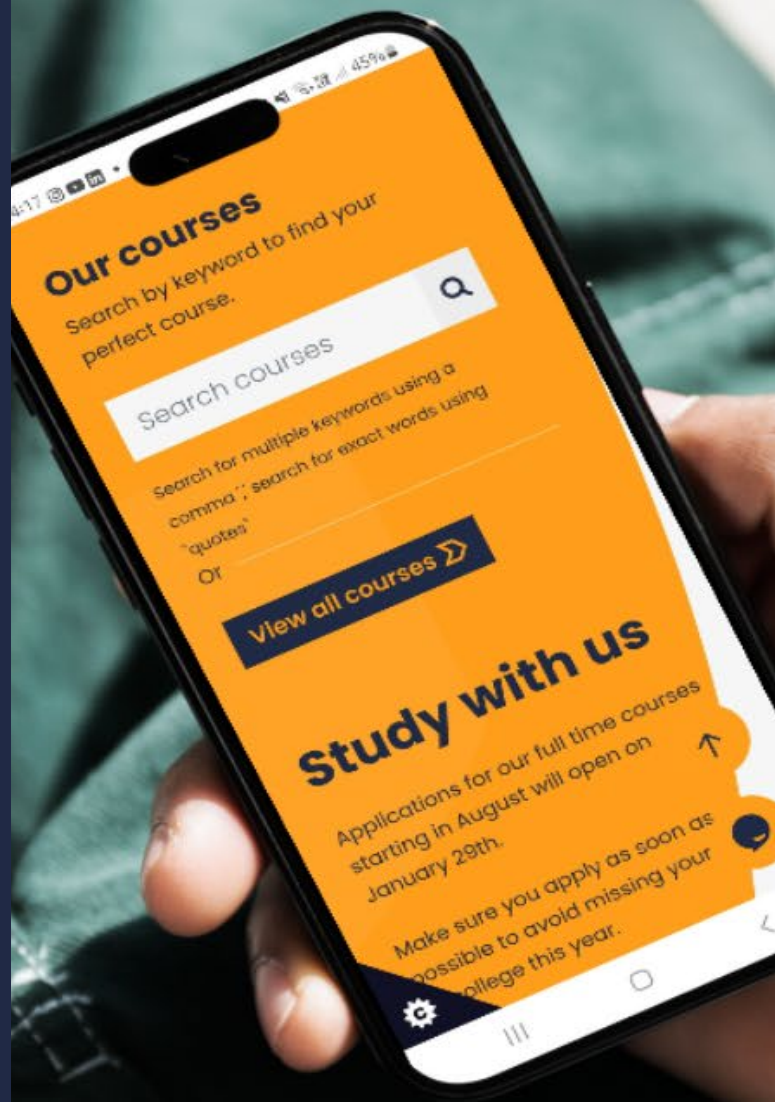 4:17
45%
Our courses
Search by keyword to find your
perfect course.
Search courses
Search for multiple keywords using a
comma ','; search for exact words using
"quotes"
Or
View all courses
Study with us
Applications for our full time courses
starting in August will open on
January 29th.
Make sure you apply as soon as
possible to avoid missing your
college this year.